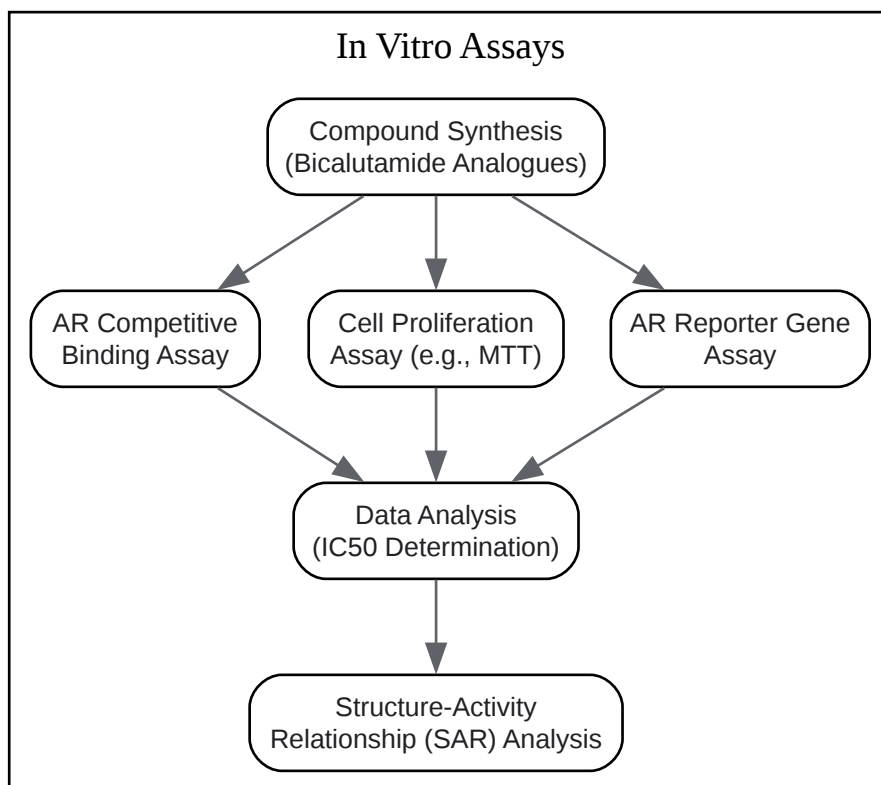 In Vitro Assays
Compound Synthesis
(Bicalutamide Analogues)
AR Competitive
Binding Assay
Cell Proliferation
Assay (e.g., MTT)
AR Reporter Gene
Assay
Data Analysis
(IC50 Determination)
Structure-Activity
Relationship (SAR) Analysis